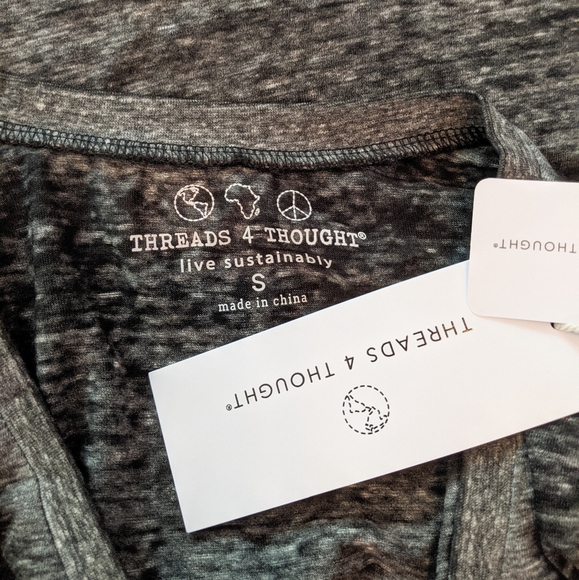 THREADS 4 THOUGHT®
live sustainably
S
made in china
THREADS 4 THOUGHT®
THOUGHT®